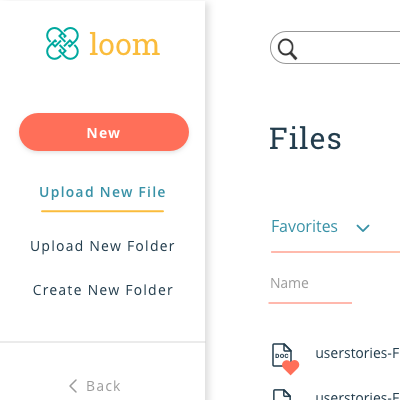 loom
New
Upload New File
Upload New Folder
Create New Folder
Back
Files
Favorites
Name
DOC
userstories-F
userstories-F